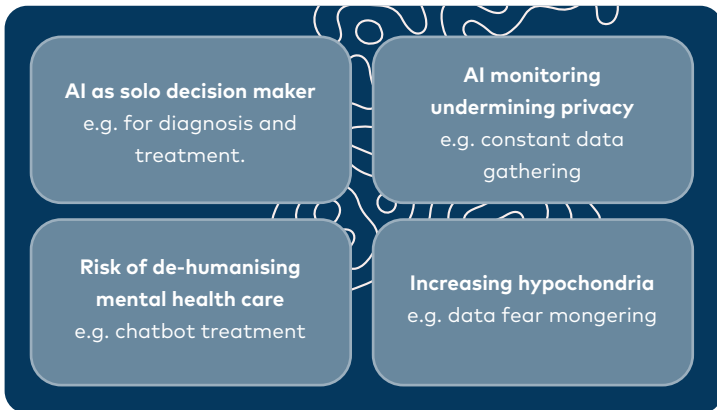 AI as solo decision maker
e.g. for diagnosis and
treatment.
AI monitoring
undermining privacy
e.g. constant data
gathering
Risk of de-humanising
mental health care
e.g. chatbot treatment
Increasing hypochondria
e.g. data fear mongering